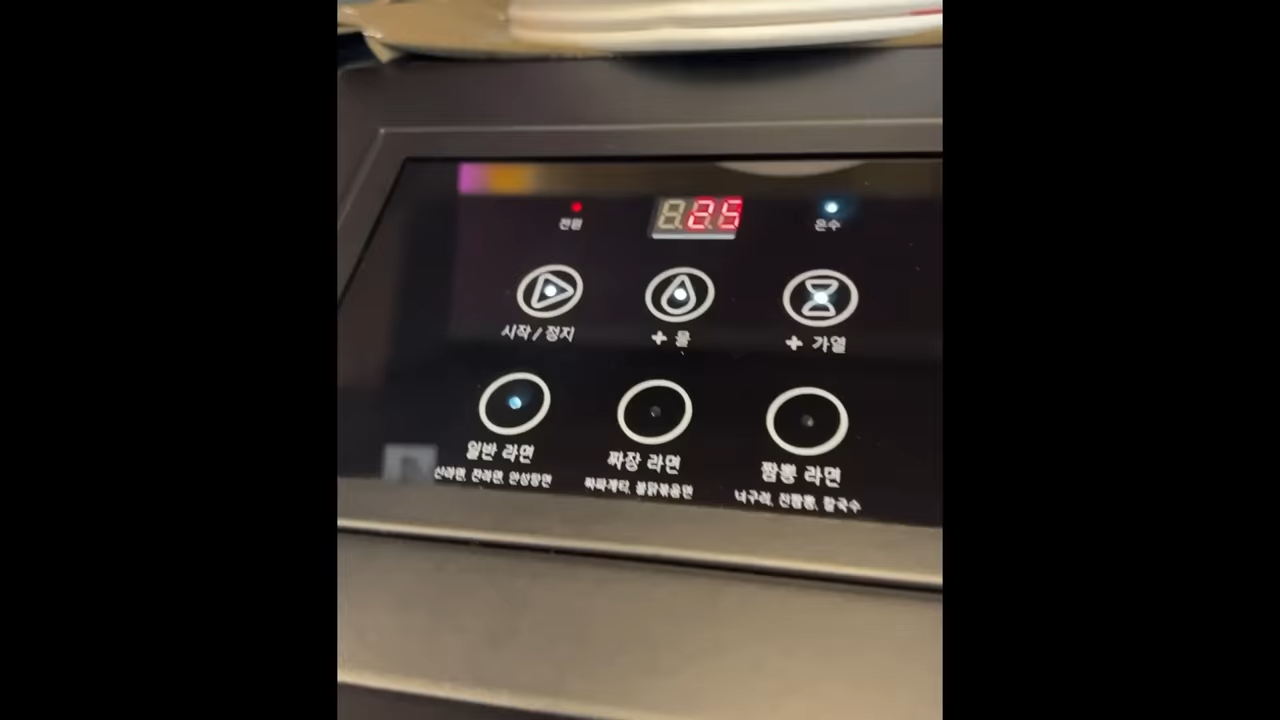 전원
25
온수
시작 / 정지
+ 물
+ 가열
일반 라면
신라면, 진라면, 안성탕면
짜장 라면
짜파게티, 불닭볶음면
짬뽕 라면
너구리, 진짬뽕, 칼국수